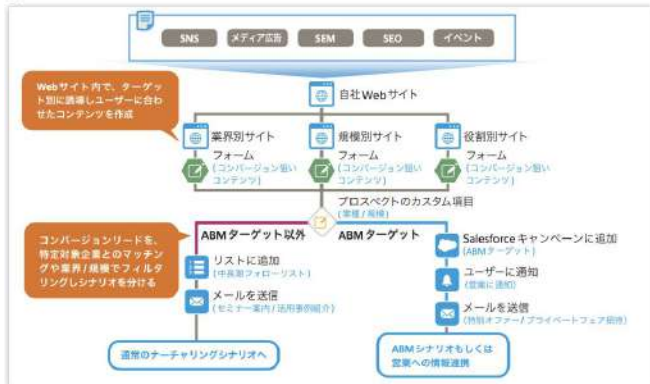 SNS
メディア広告
SEM
SEO
イベント
Webサイト内で、ターゲッ
ト別に誘導しユーザーに合わ
せたコンテンツを作成
自社Webサイト
業界別サイト
規模別サイト
役割別サイト
フォーム
(コンバージョン狙い
コンテンツ)
フォーム
(コンバージョン狙い
コンテンツ)
フォーム
(コンバージョン狙い
コンテンツ)
プロスペクトのカスタム項目
(業種/規模)
ABMターゲット以外
ABMターゲット
コンバージョンリードを、
特定対象企業とのマッチン
グや業界/規模でフィルタ
リングしシナリオを分ける
リストに追加
(中長期フォローリスト)
メールを送信
(セミナー案内/活用事例紹介)
通常のナーチャリングシナリオへ
Salesforceキャンペーンに追加
(ABMターゲット)
ユーザーに通知
(営業に通知)
メールを送信
(特別オファー/プライベートフェア招待)
ABMシナリオもしくは
営業への情報連携